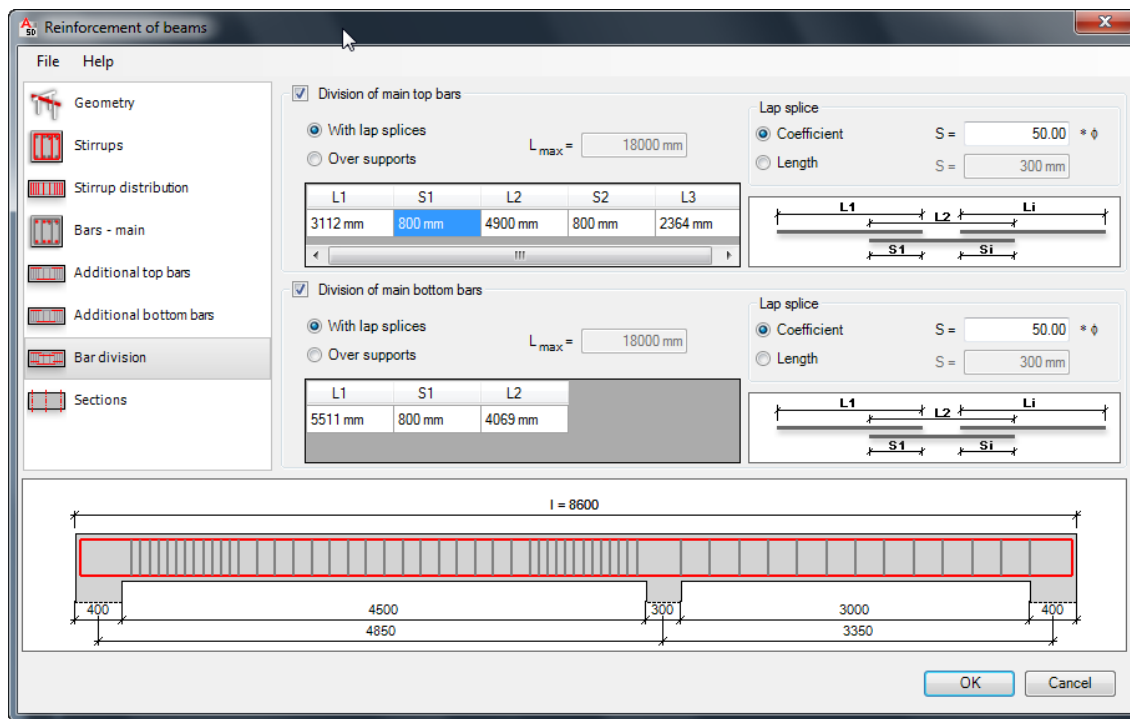 A
SD
Reinforcement of beams
File Help
Geometry
Stirrups
Stirrup distribution
Bars - main
Additional top bars
Additional bottom bars
Bar division
Sections
Division of main top bars
With lap splices
Over supports
L max = 18000 mm
L1 S1 L2 S2 L3
3112 mm 800 mm 4900 mm 800 mm 2364 mm
Lap splice
Coefficient S = 50.00 * ϕ
Length S = 300 mm
L1 L2 Li
S1 Si
Division of main bottom bars
With lap splices
Over supports
L max = 18000 mm
L1 S1 L2
5511 mm 800 mm 4069 mm
Lap splice
Coefficient S = 50.00 * ϕ
Length S = 300 mm
L1 L2 Li
S1 Si
l = 8600
400 4500 300 3000 400
4850 3350
OK Cancel